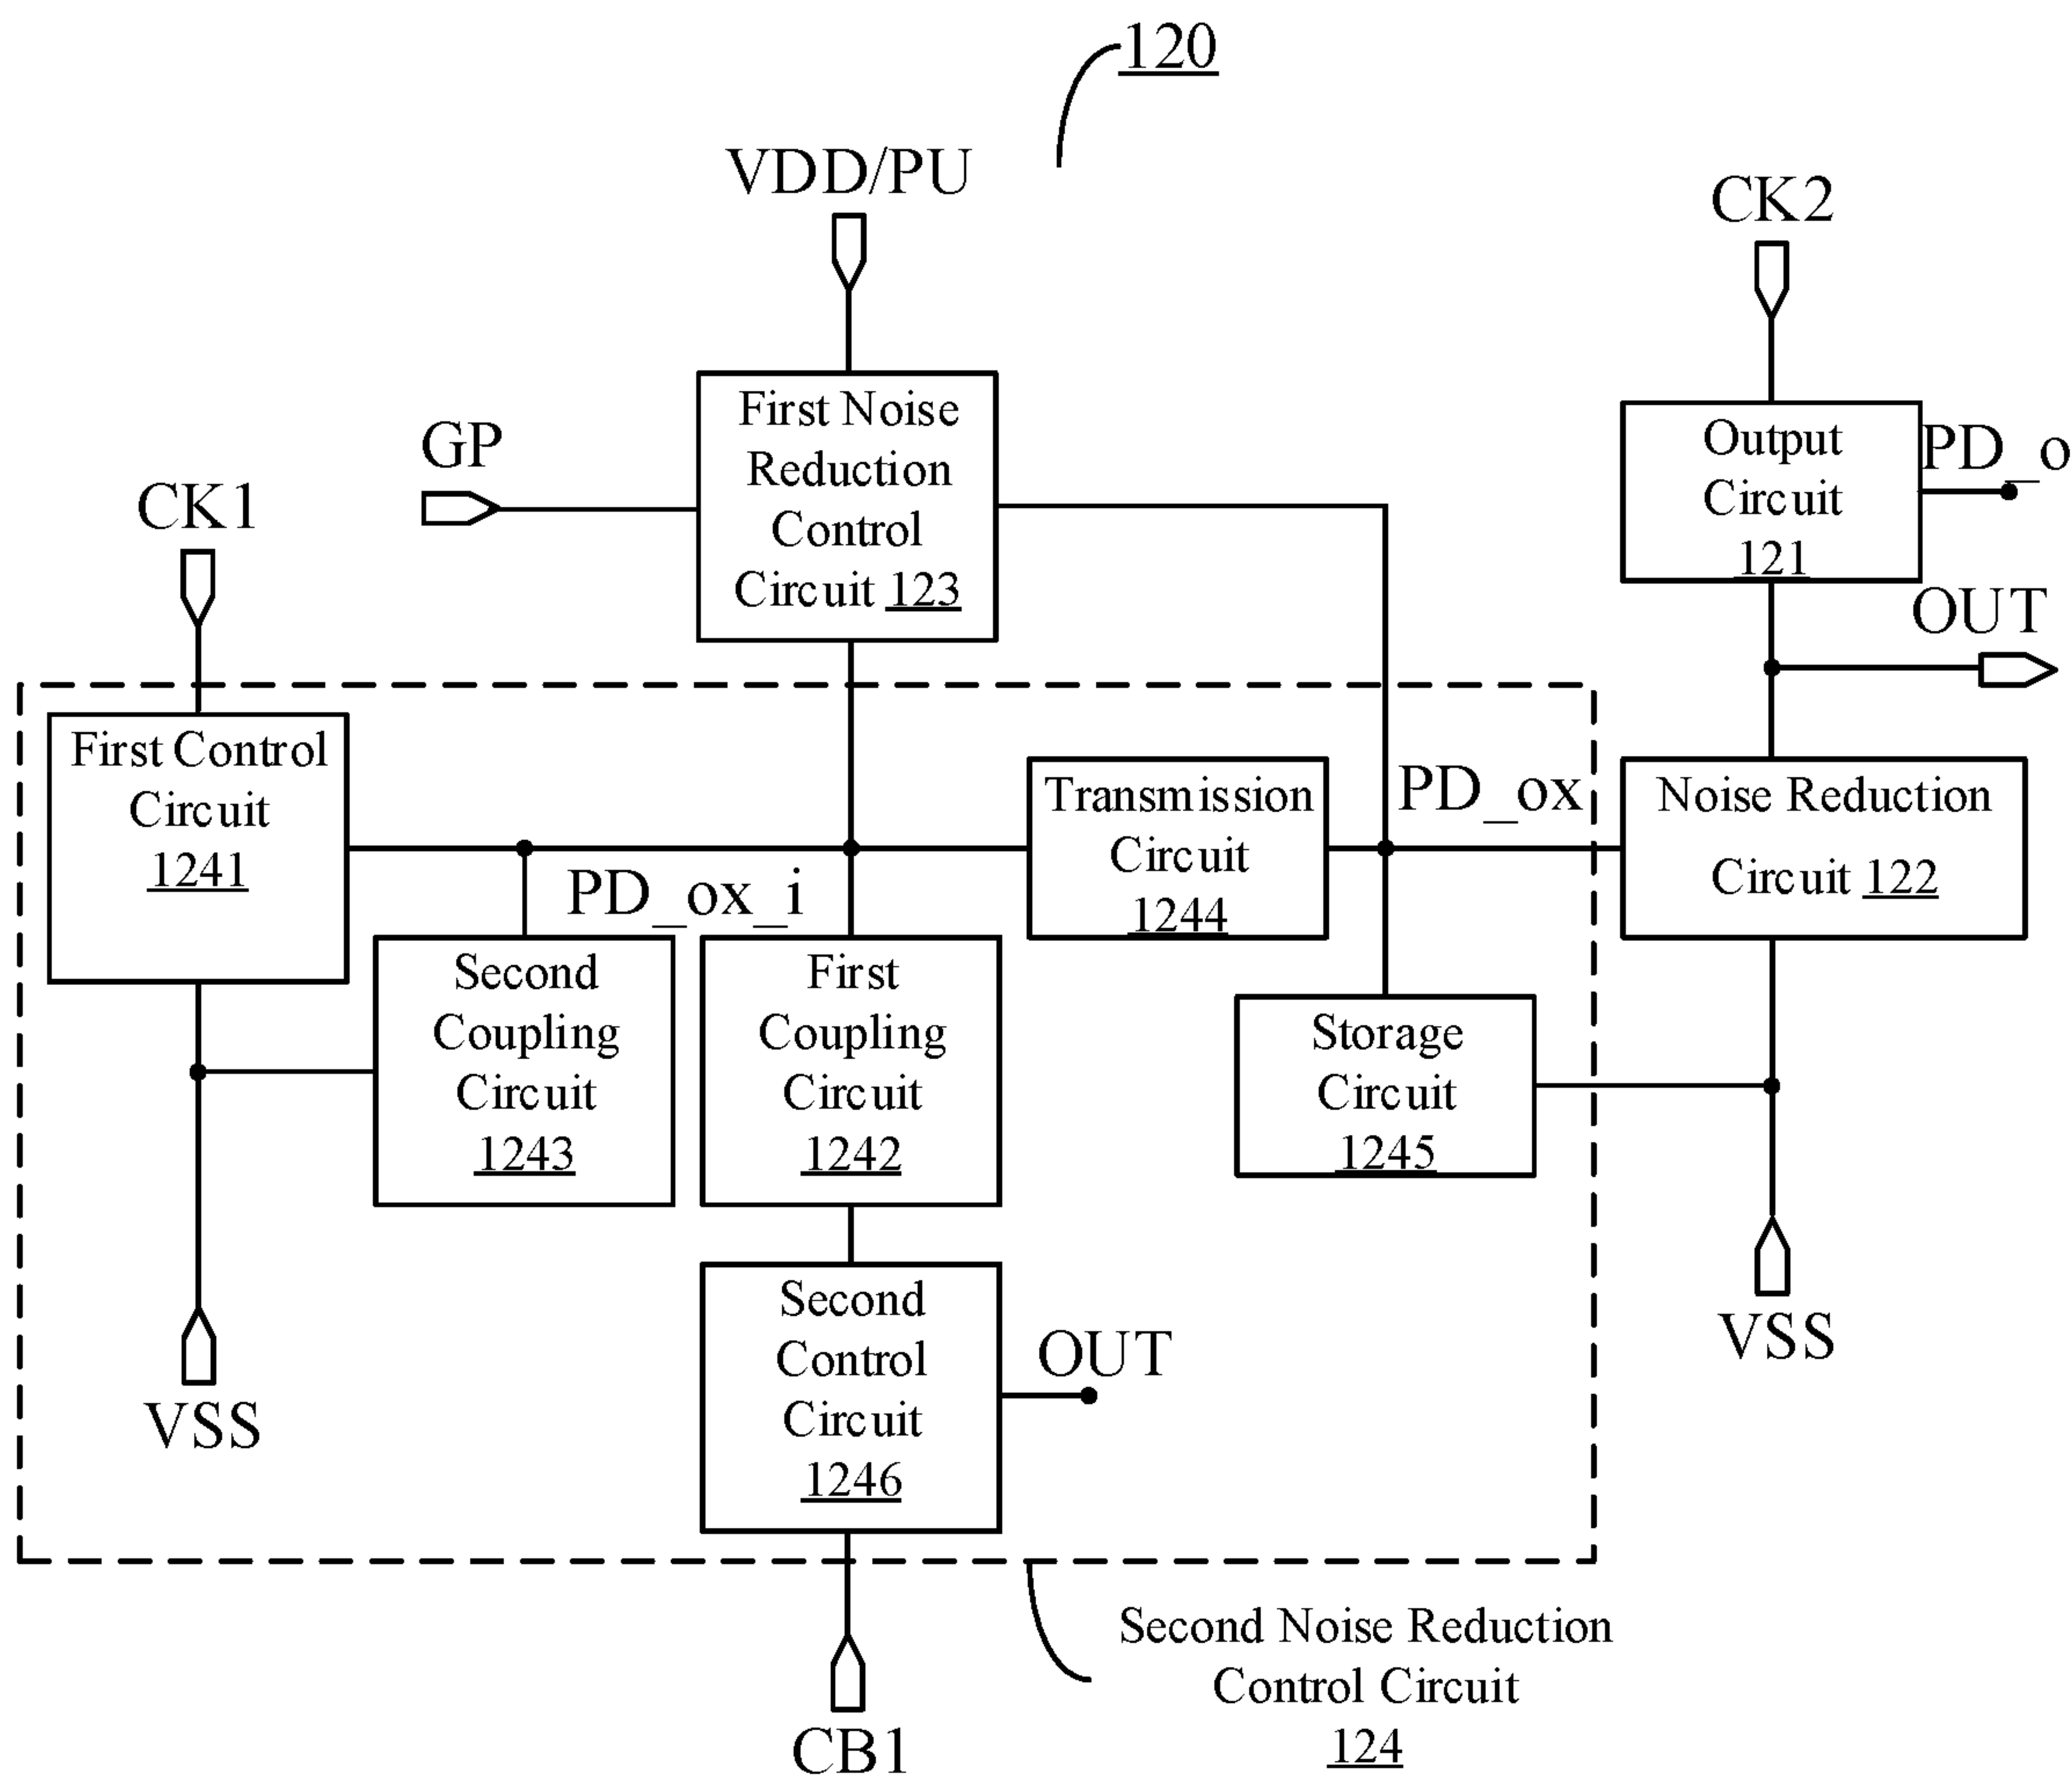 120
VDD/PU
CK2
First Noise
Reduction
Control
Circuit 123
GP
Output
Circuit
121
PD_o
CK1
OUT
First Control
Circuit
1241
Transmission
Circuit
1244
PD_ox
Noise Reduction
Circuit 122
PD_ox_i
Second
Coupling
Circuit
1243
First
Coupling
Circuit
1242
Storage
Circuit
1245
Second
Control
Circuit
1246
OUT
VSS
VSS
Second Noise Reduction
Control Circuit
124
CB1